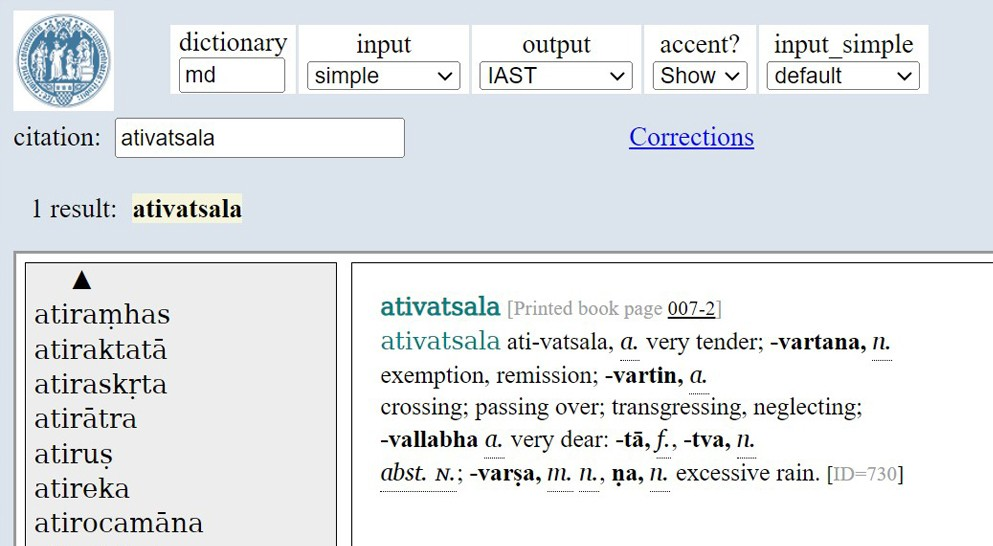 dictionary input output accent? input_simple
md simple IAST Show default
citation: ativatsala Corrections
1 result: ativatsala
▲
atiraṃhas
atiraktatā
atiraskṛta
atirātra
atiruṣ
atireka
atirocamāna
ativatsala [Printed book page 007-2]
ativatsala ati-vatsala, a. very tender; -vartana, n.
exemption, remission; -vartin, a.
crossing; passing over; transgressing, neglecting;
-vallabha a. very dear: -tā, f., -tva, n.
abst. N.; -varṣa, m. n., ṇa, n. excessive rain. [ID=730]